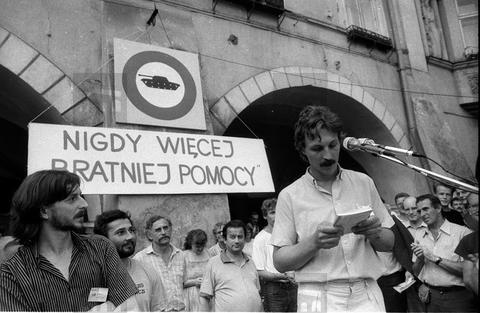 NIGDY WIĘCEJ
BRATNIEJ POMOCY"